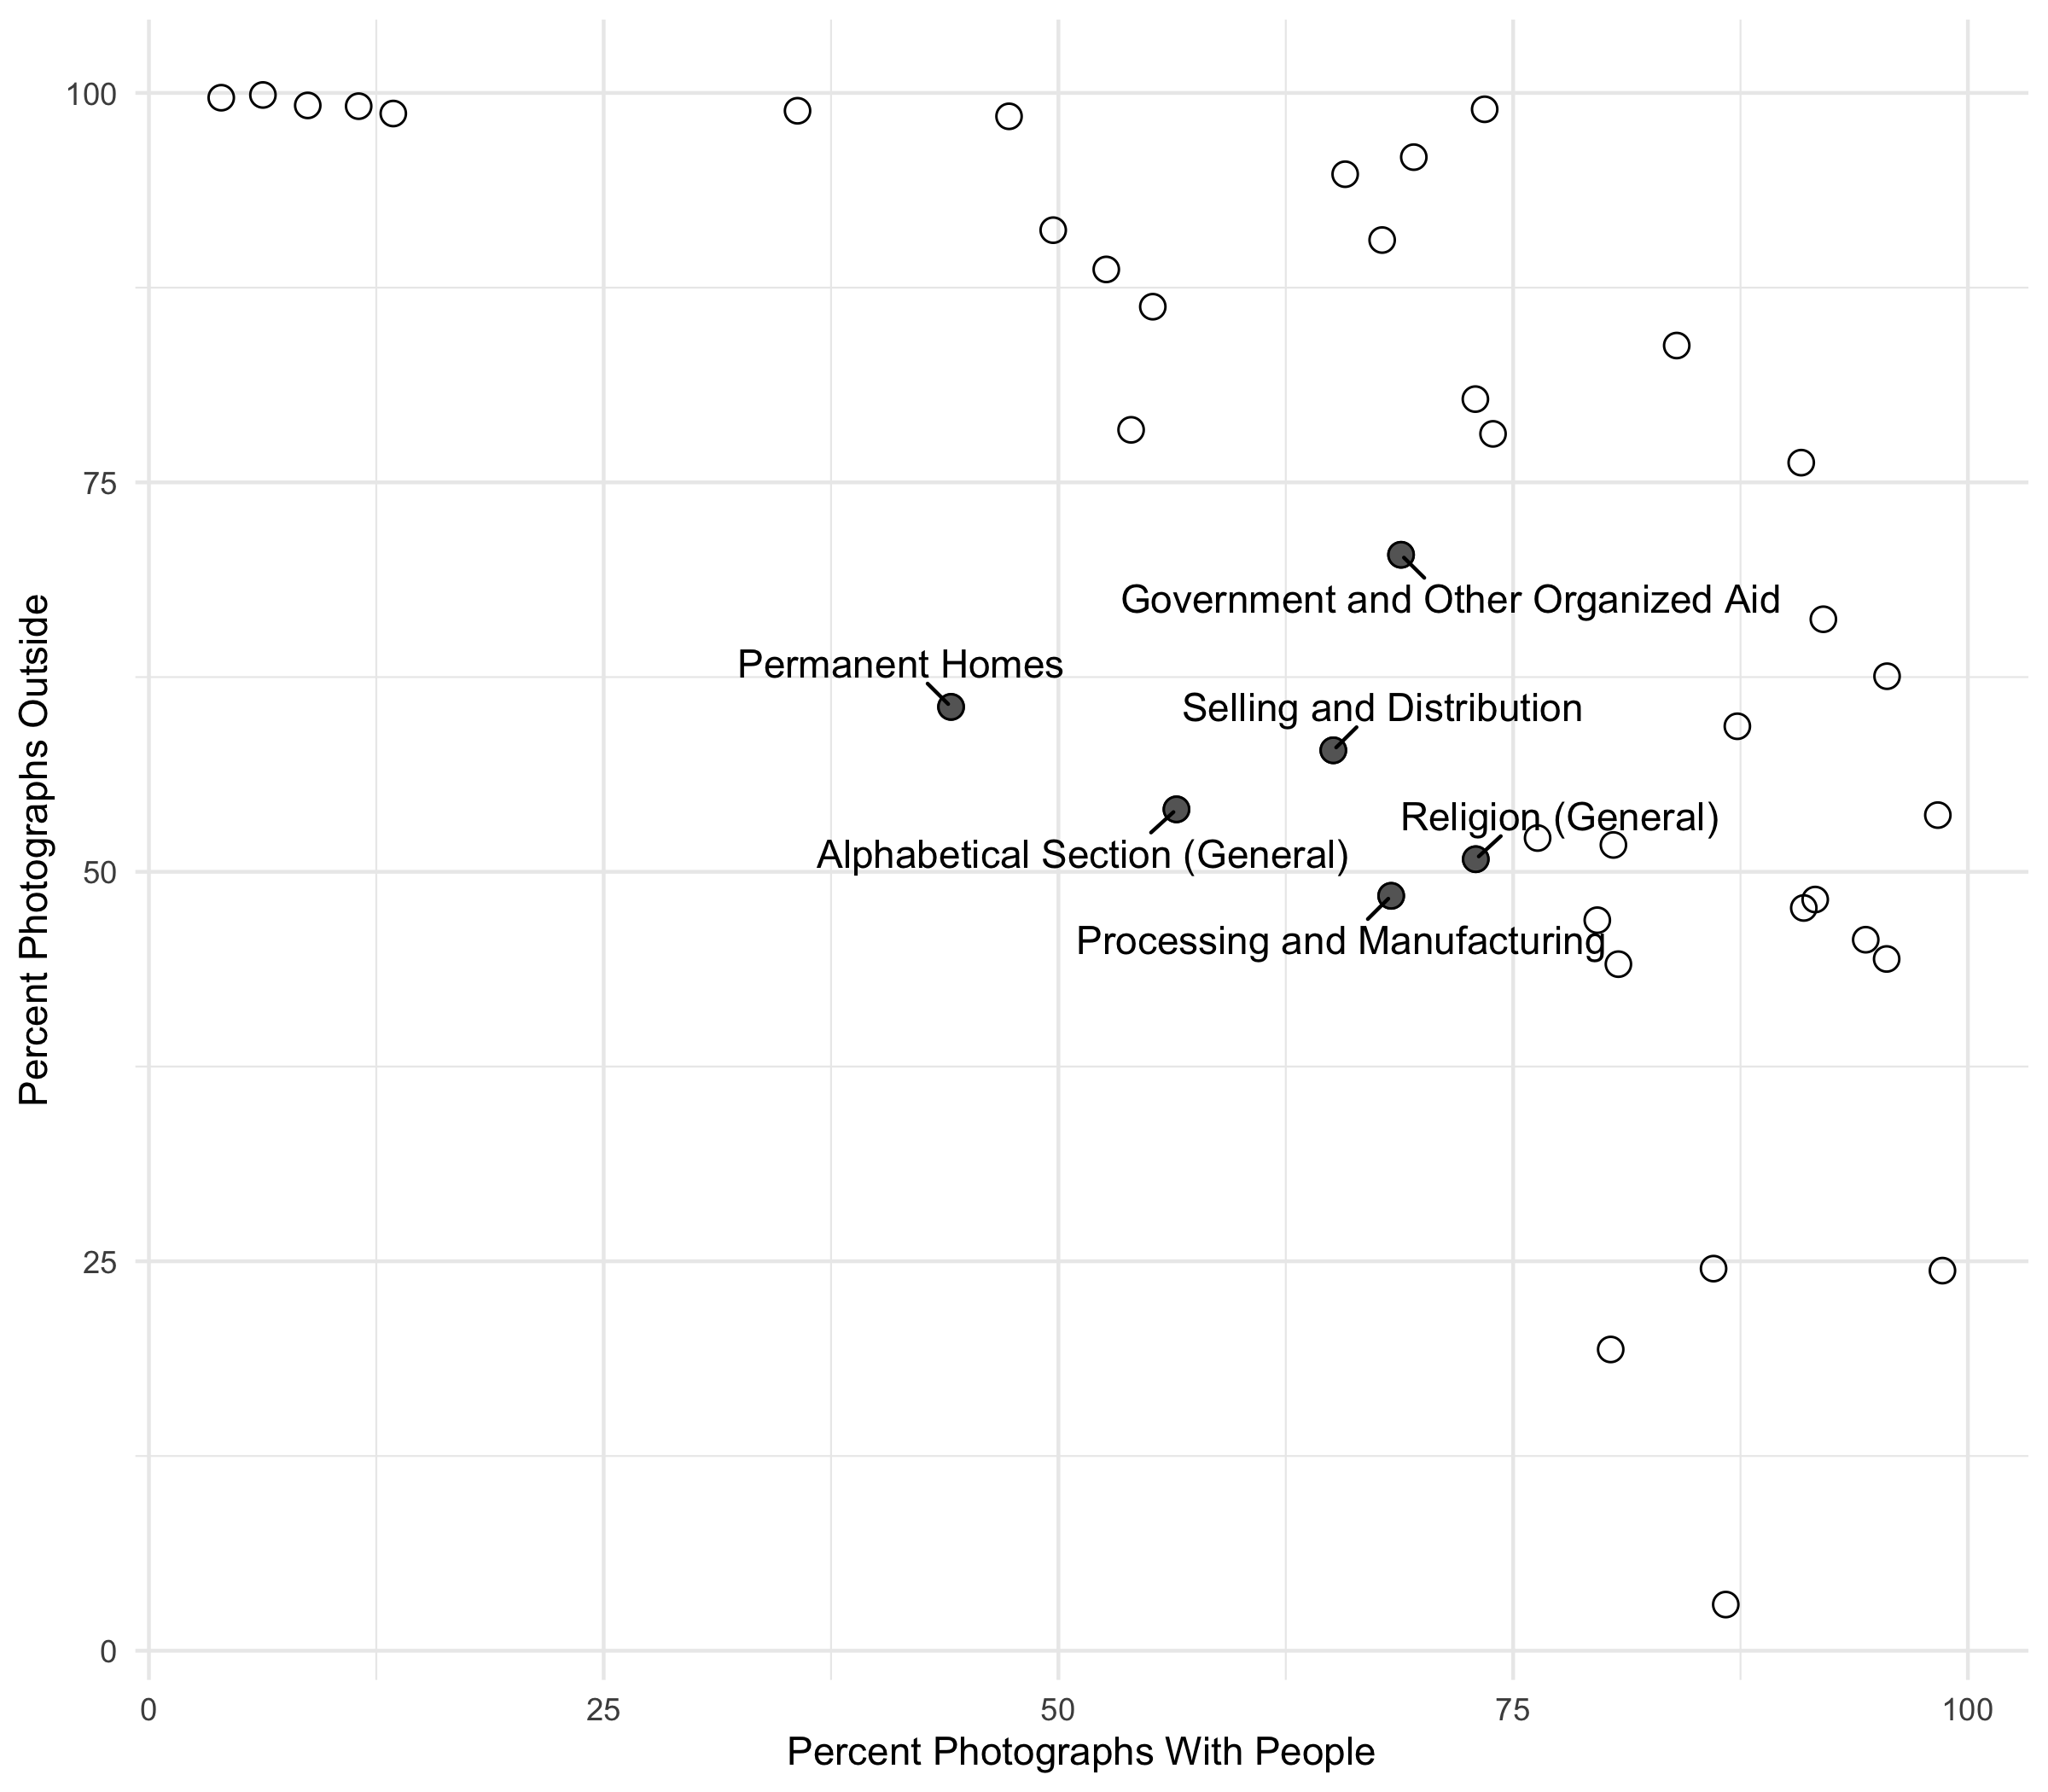 100
75
50
25
0
Percent Photographs Outside
Government and Other Organized Aid
Permanent Homes
Selling and Distribution
Religion (General)
Alphabetical Section (General)
Processing and Manufacturing
0 25 50 75 100
Percent Photographs With People